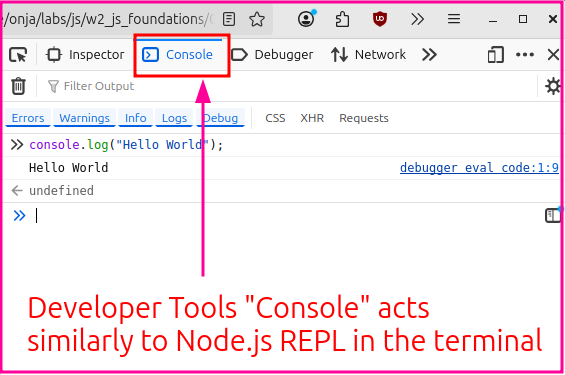 e/onja/labs/js/w2_js_foundations/
Inspector
Console
Debugger
Network
Filter Output
Errors
Warnings
Info
Logs
Debug
CSS
XHR
Requests
console.log("Hello World");
Hello World
debugger eval code:1:9
undefined
Developer Tools "Console" acts
similarly to Node.js REPL in the terminal